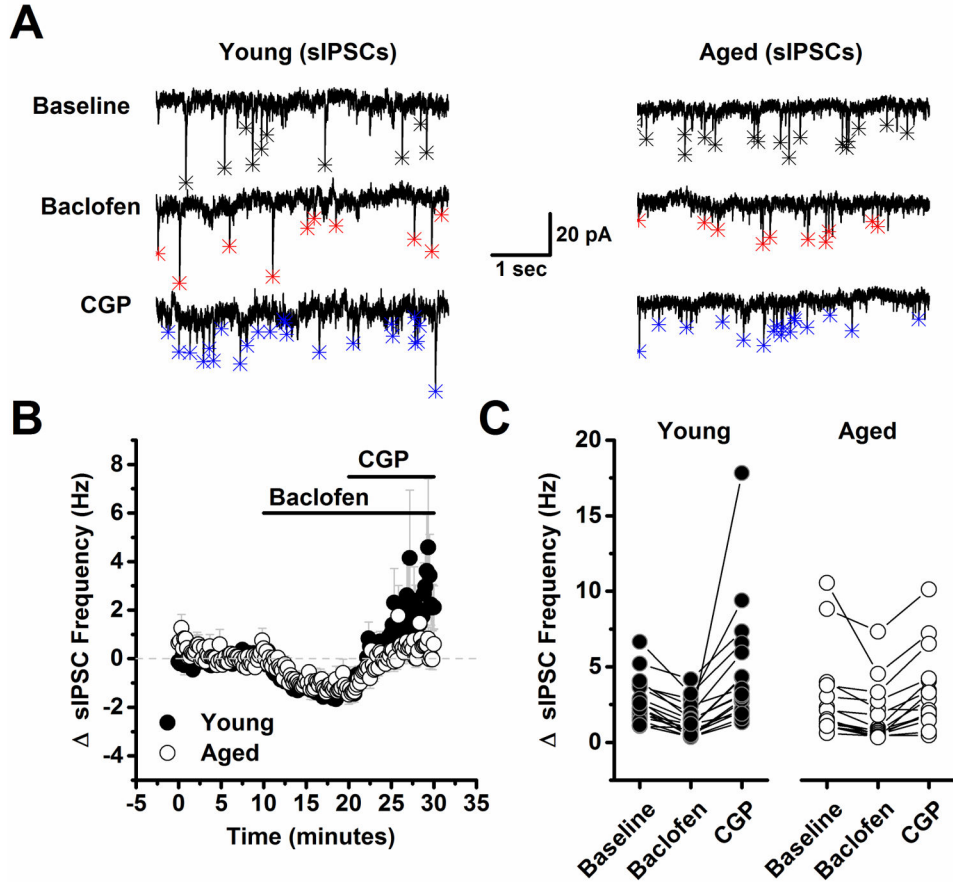 A
Young (sIPSCs)
Aged (sIPSCs)
Baseline
Baclofen
20 pA
1 sec
CGP
B
Δ sIPSC Frequency (Hz)
8
6
4
2
0
-2
-4
CGP
Baclofen
Young
Aged
-5 0 5 10 15 20 25 30 35
Time (minutes)
C
Δ sIPSC Frequency (Hz)
20
15
10
5
0
Young
Aged
Baseline
Baclofen
CGP
Baseline
Baclofen
CGP